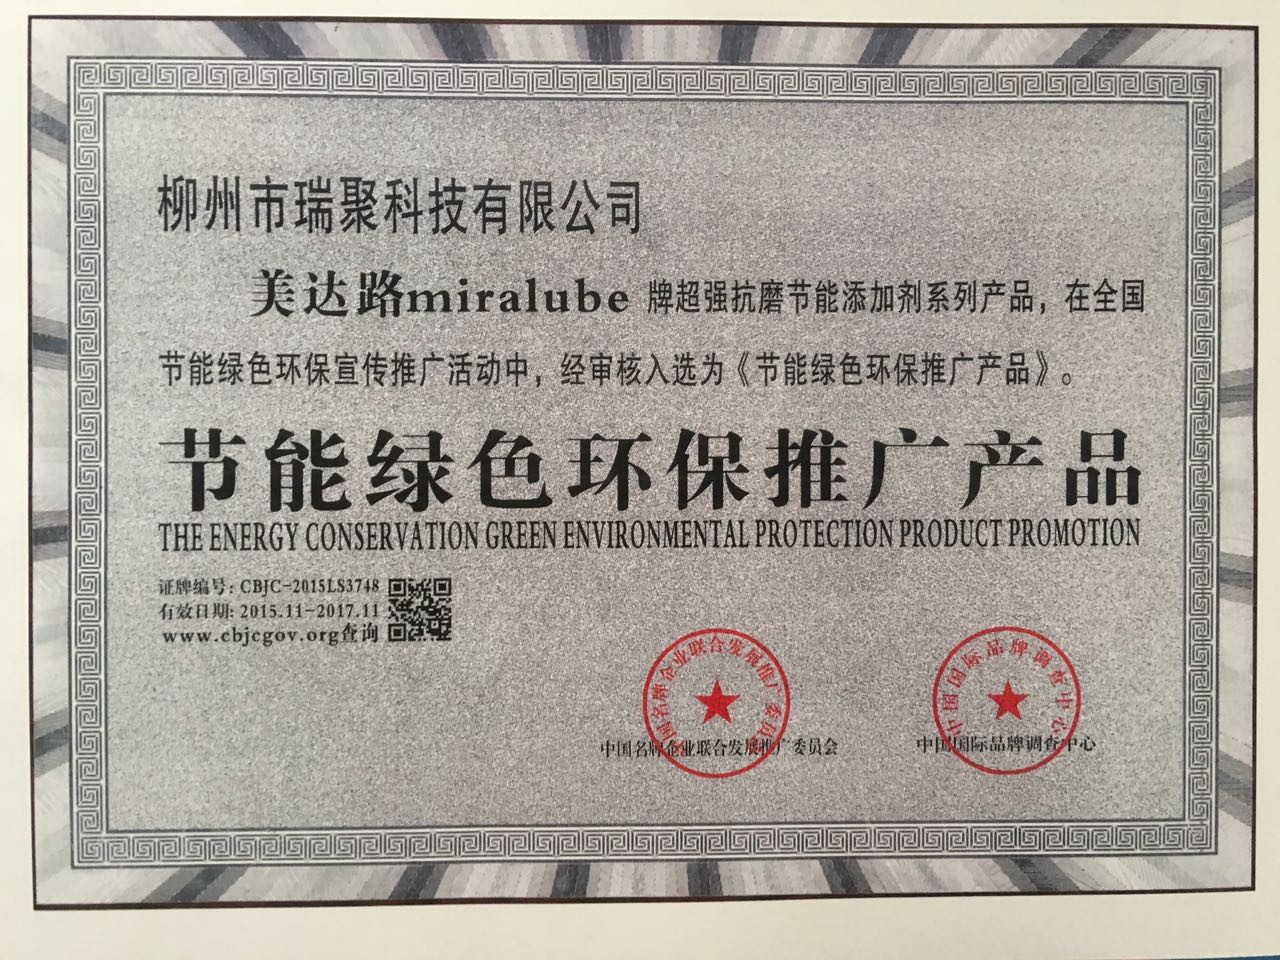 柳州市瑞聚科技有限公司
美达路miralube 牌超强抗磨节能添加剂系列产品，在全国
节能绿色环保宣传推广活动中，经审核入选为《节能绿色环保推广产品》。
节能绿色环保推广产品
THE ENERGY CONSERVATION GREEN ENVIRONMENTAL PROTECTION PRODUCT PROMOTION
证牌编号: CBJC-2015LS3748
有效日期: 2015.11-2017.11
www.cbjcgov.org查询
中国名牌企业联合发展推广委员会
中国国际品牌调查中心
中国名牌企业联合发展推广委员会
中国国际品牌调查中心